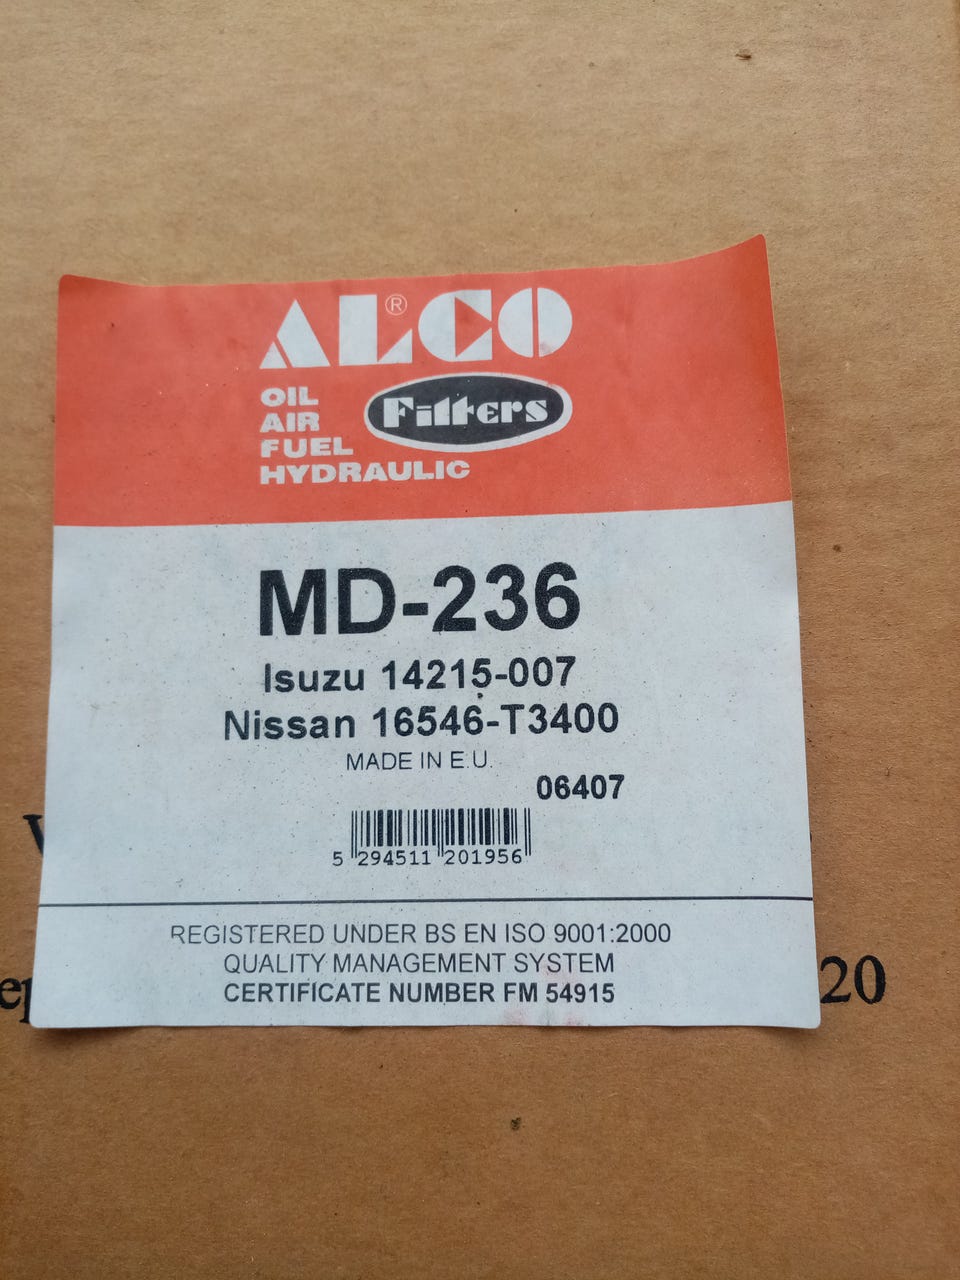 ALCO®
OIL
AIR
FUEL
HYDRAULIC
Filters
MD-236
Isuzu 14215-007
Nissan 16546-T3400
MADE IN E.U.
06407
5 294511 201956
REGISTERED UNDER BS EN ISO 9001:2000
QUALITY MANAGEMENT SYSTEM
CERTIFICATE NUMBER FM 54915
20